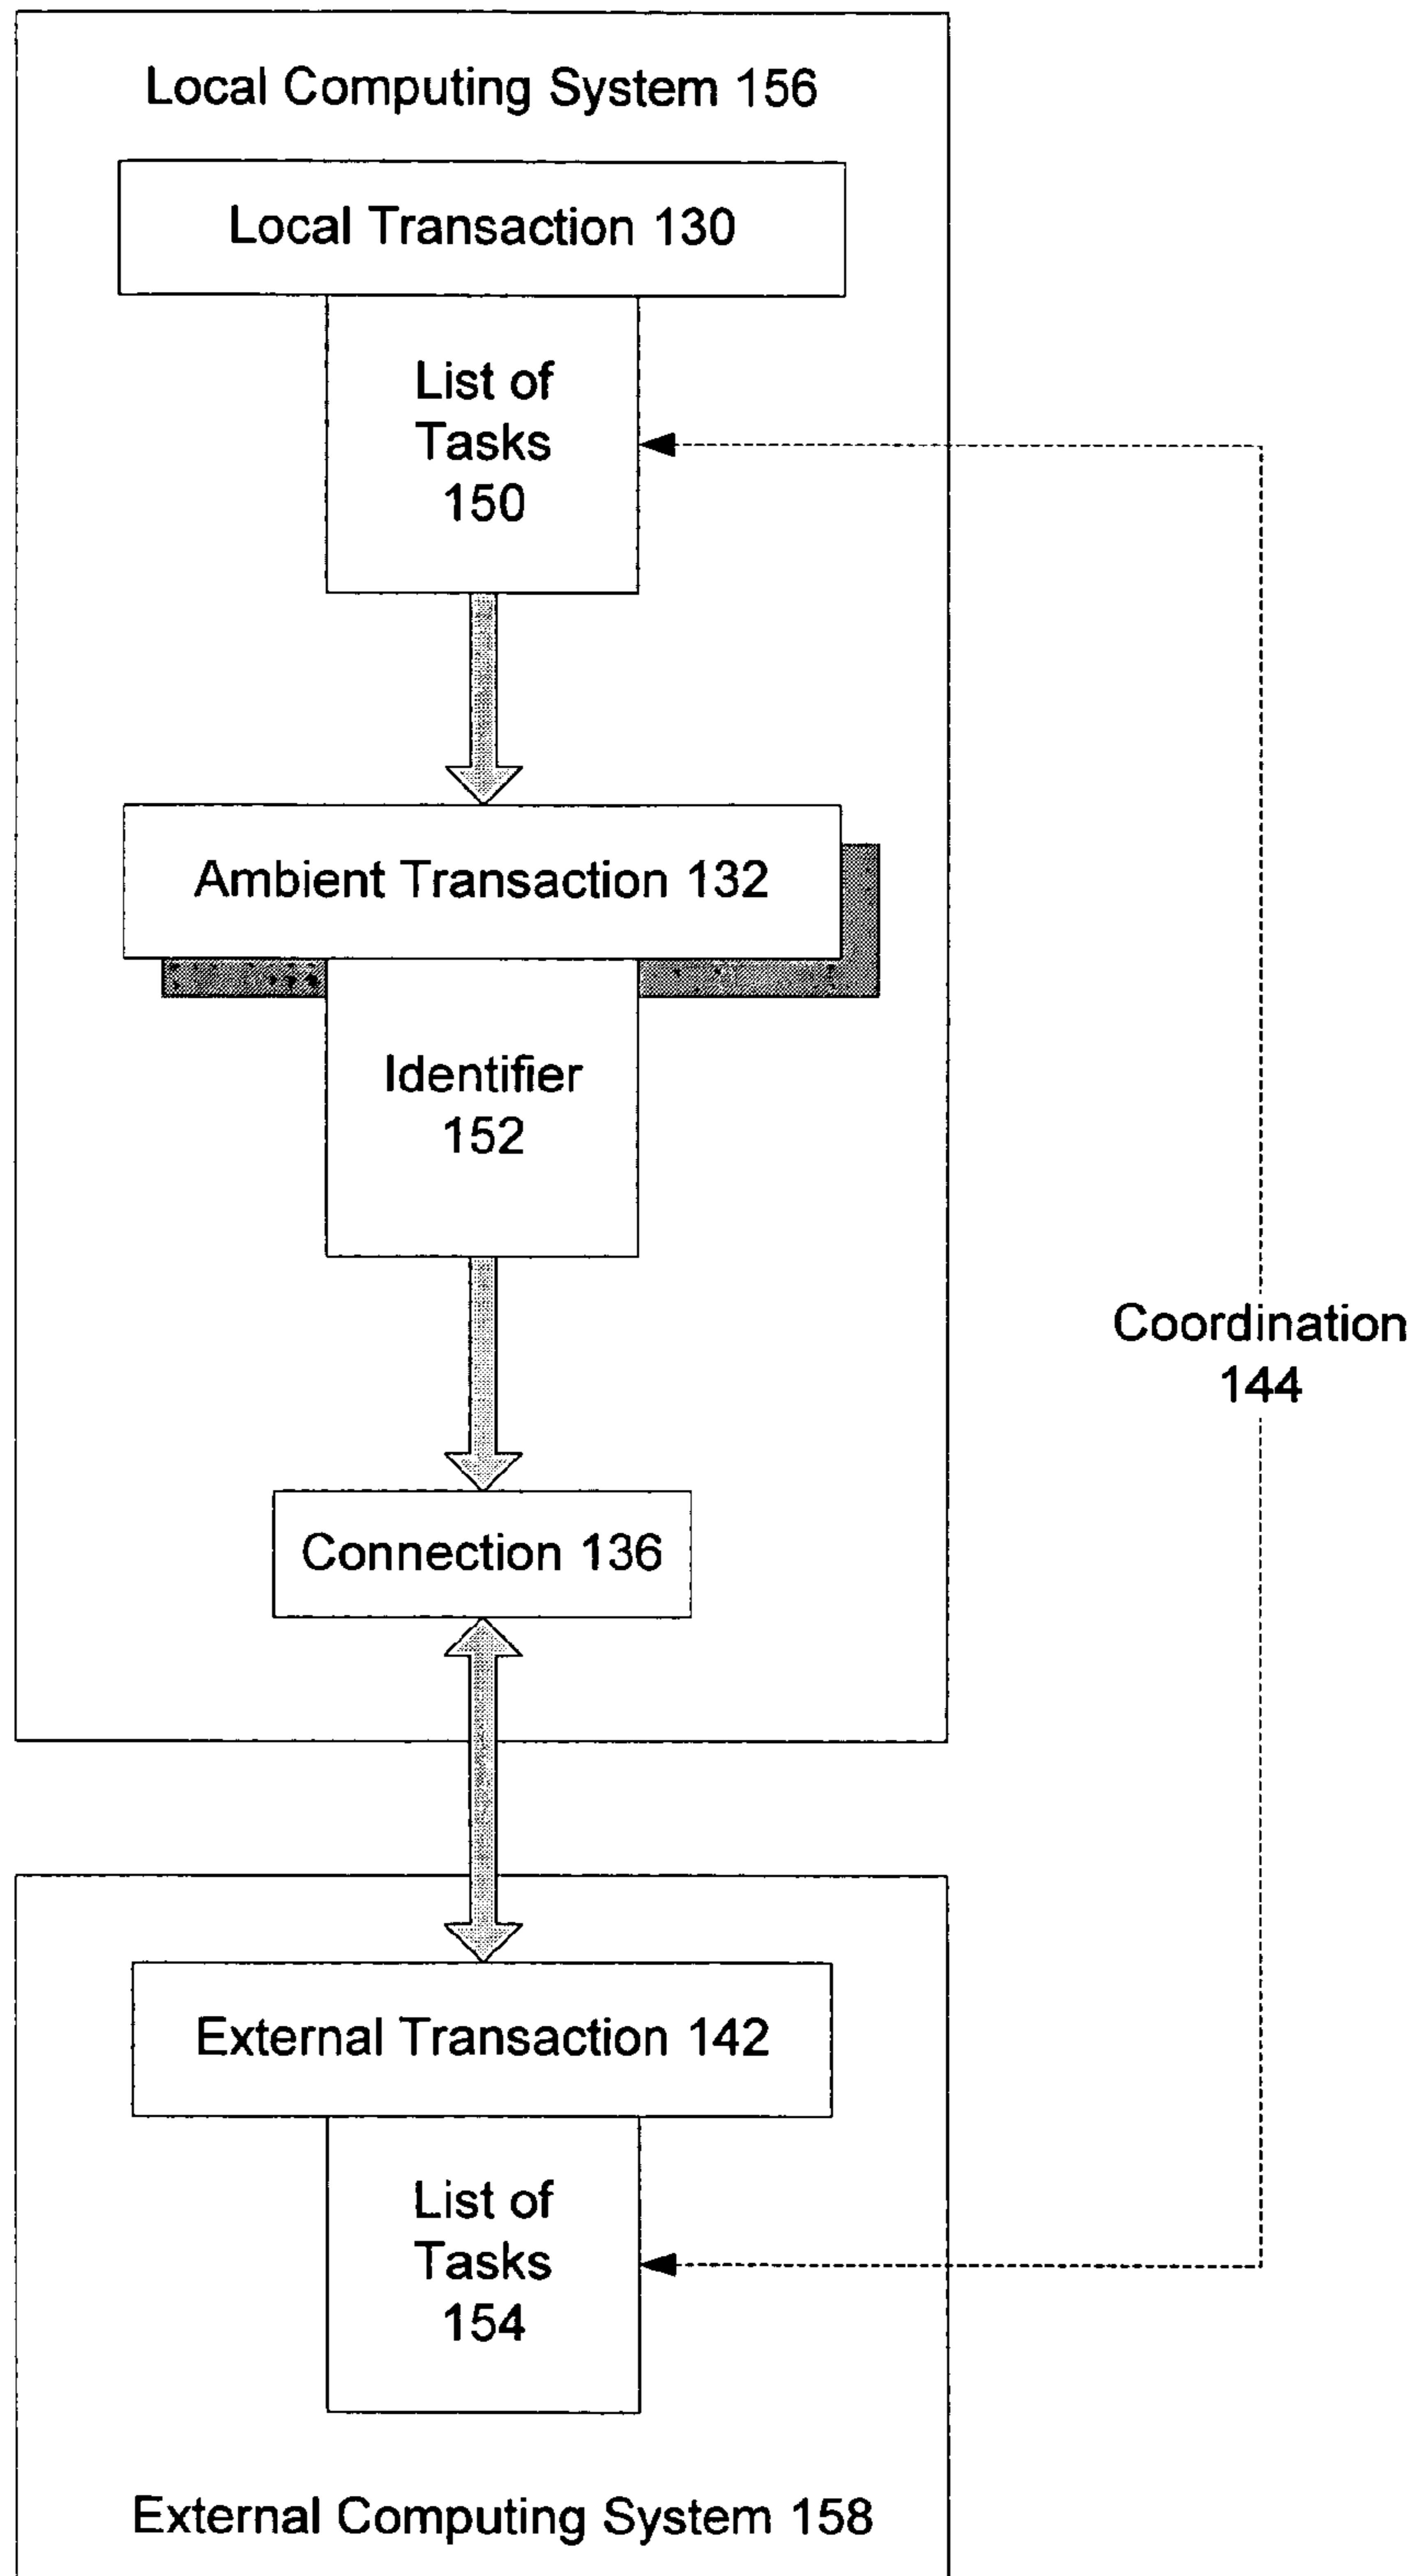 Local Computing System 156
Local Transaction 130
List of
Tasks
150
Ambient Transaction 132
Identifier
152
Coordination
144
Connection 136
External Transaction 142
List of
Tasks
154
External Computing System 158